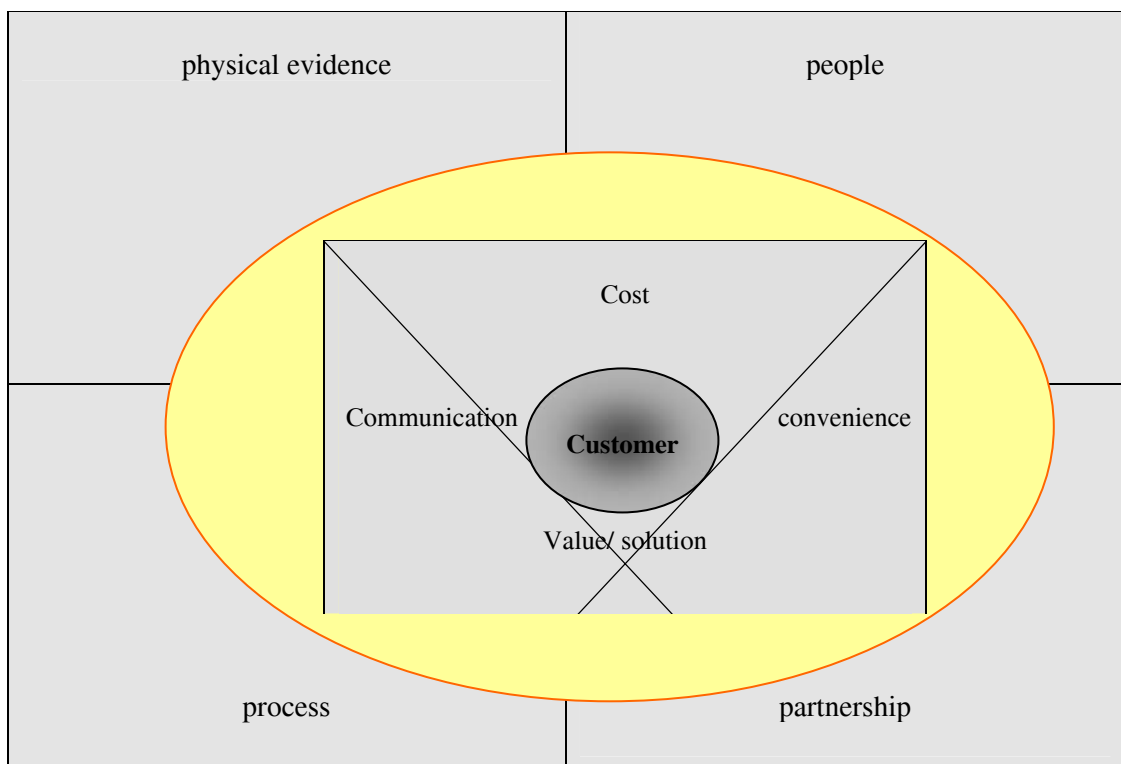 physical evidence
people
Cost
Communication
convenience
Customer
Value/ solution
process
partnership